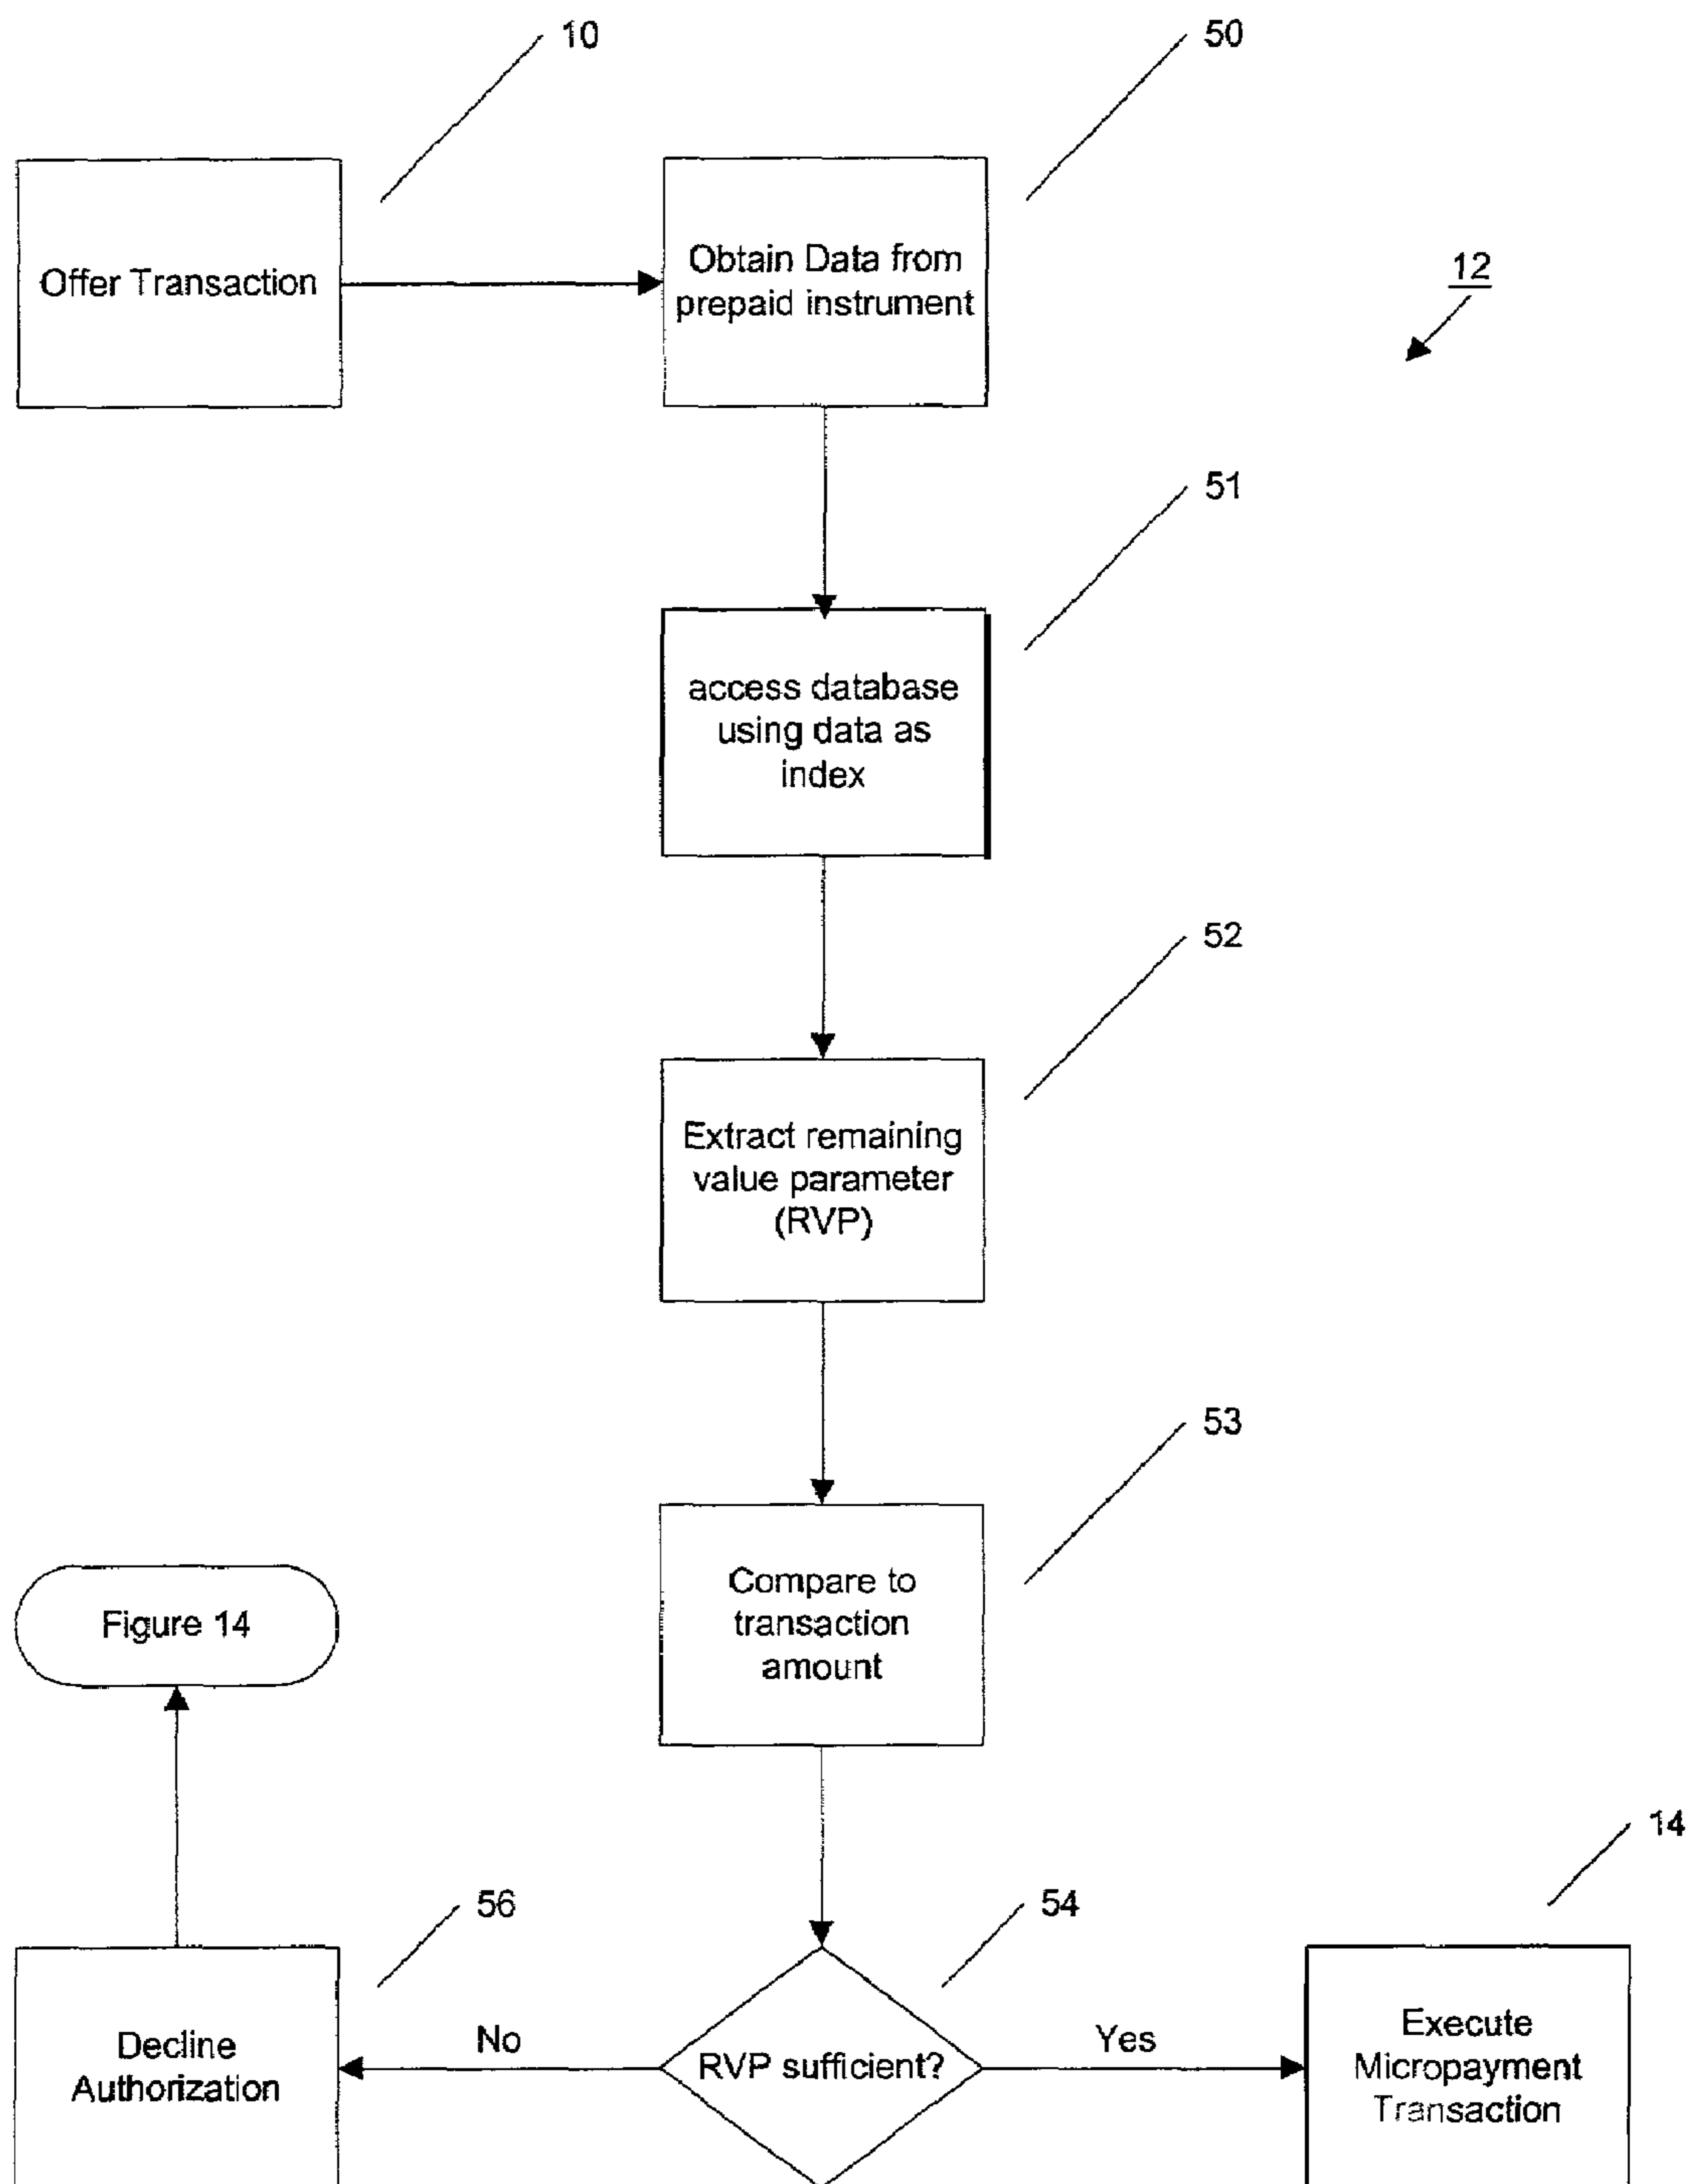 10
50
Offer Transaction
Obtain Data from
prepaid instrument
12
51
access database
using data as
index
52
Extract remaining
value parameter
(RVP)
53
Compare to
transaction
amount
Figure 14
14
56
54
Decline
Authorization
No
RVP sufficient?
Yes
Execute
Micropayment
Transaction